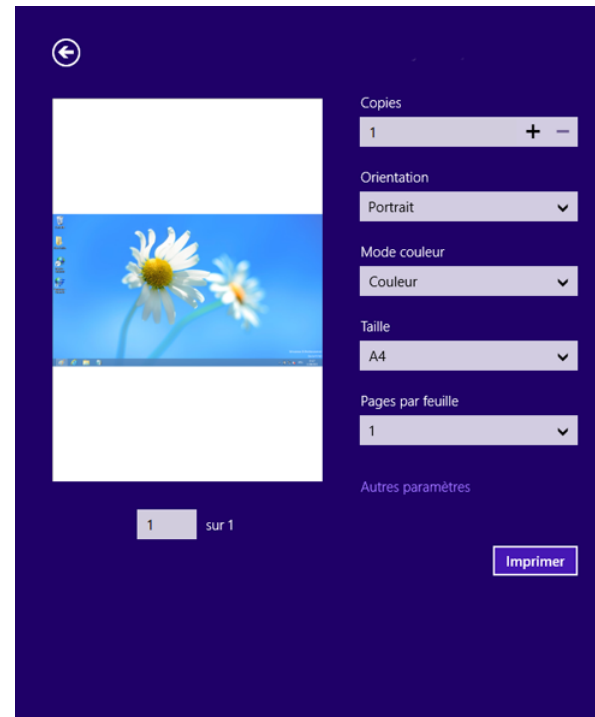 Copies
1
Orientation
Portrait
Mode couleur
Couleur
Taille
A4
Pages par feuille
1
Autres paramètres
1 sur 1
Imprimer